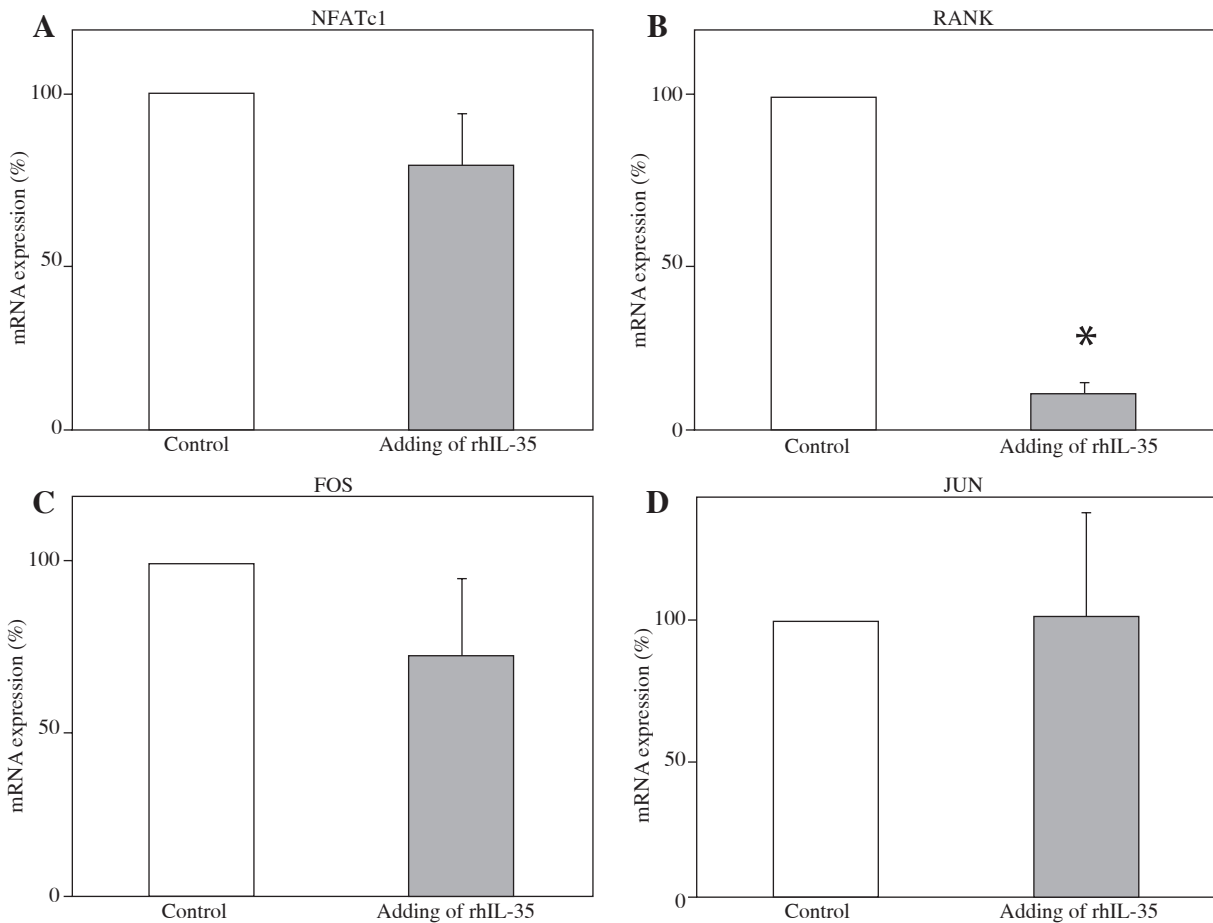 A
NFATc1
mRNA expression (%)
100
50
0
Control
Adding of rhIL-35
B
RANK
mRNA expression (%)
100
50
0
*
Control
Adding of rhIL-35
C
FOS
mRNA expression (%)
100
50
0
Control
Adding of rhIL-35
D
JUN
mRNA expression (%)
100
50
0
Control
Adding of rhIL-35